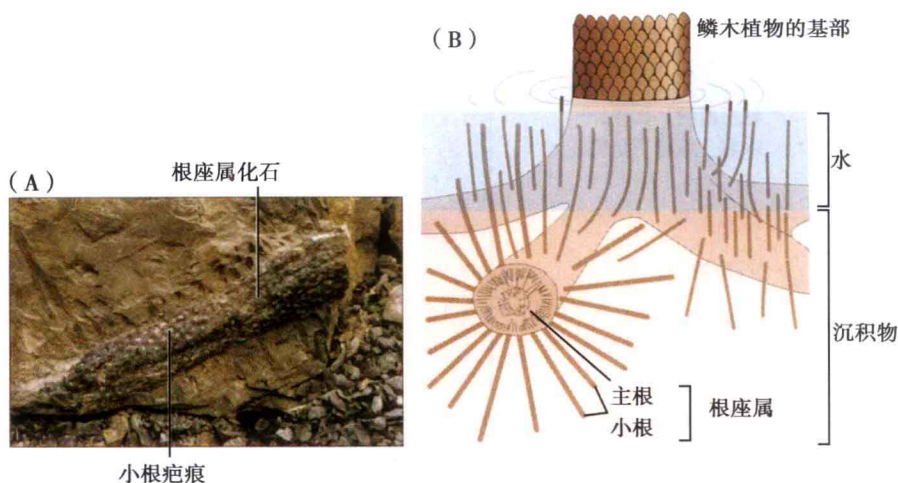 （A）
根座属化石
小根疤痕
（B）
鳞木植物的基部
水
沉积物
主根
小根
根座属